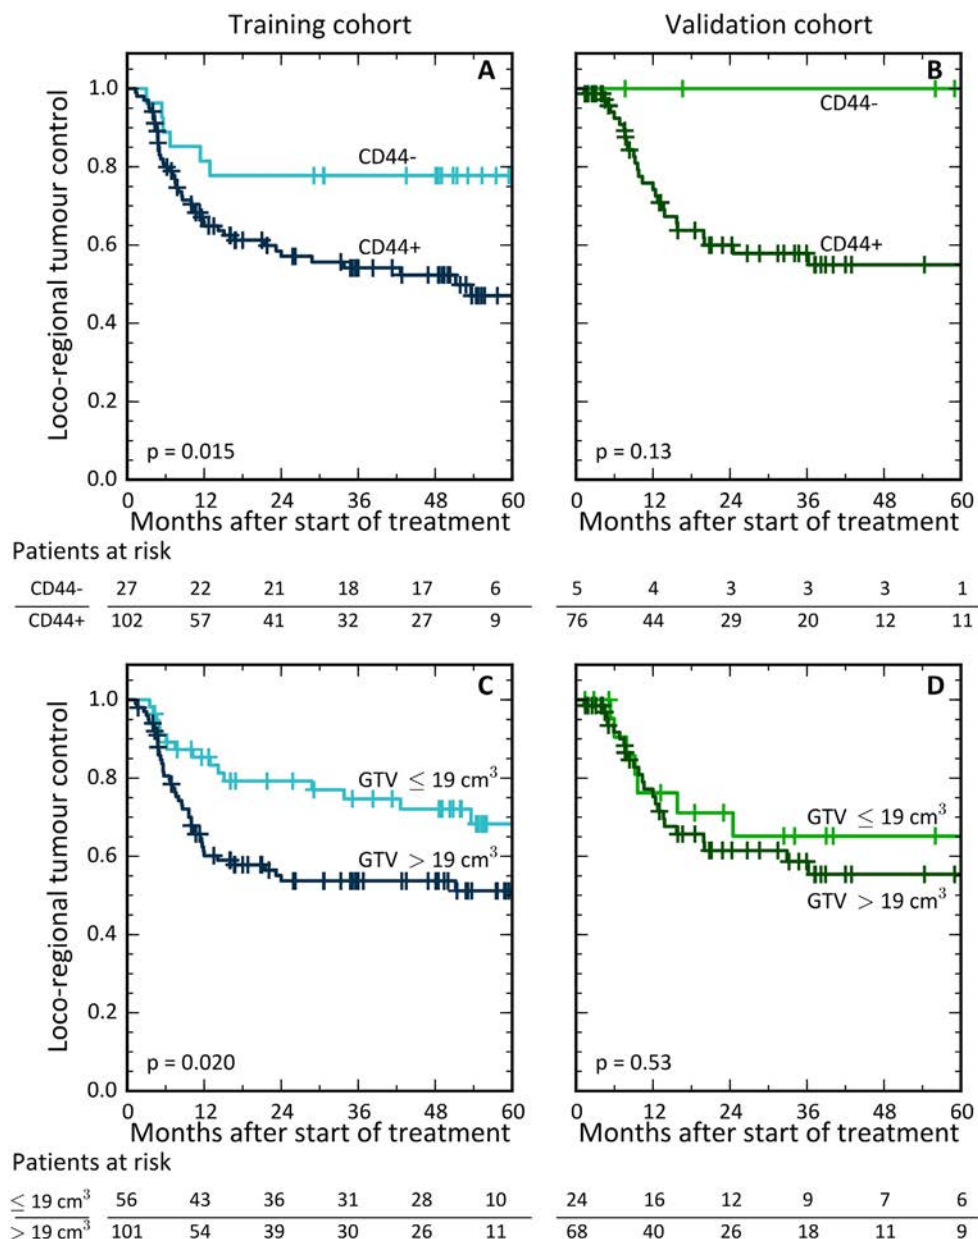 Training cohort Validation cohort
Loco-regional tumour control
1.0
0.8
0.6
0.4
0.2
0.0
A
CD44-
CD44+
p = 0.015
0 12 24 36 48 60
Months after start of treatment
B
CD44-
CD44+
p = 0.13
0 12 24 36 48 60
Months after start of treatment
Patients at risk
CD44- 27 22 21 18 17 6 5 4 3 3 3 1
CD44+ 102 57 41 32 27 9 76 44 29 20 12 11
Loco-regional tumour control
1.0
0.8
0.6
0.4
0.2
0.0
C
GTV ≤ 19 cm³
GTV > 19 cm³
p = 0.020
0 12 24 36 48 60
Months after start of treatment
D
GTV ≤ 19 cm³
GTV > 19 cm³
p = 0.53
0 12 24 36 48 60
Months after start of treatment
Patients at risk
≤ 19 cm³ 56 43 36 31 28 10 24 16 12 9 7 6
> 19 cm³ 101 54 39 30 26 11 68 40 26 18 11 9